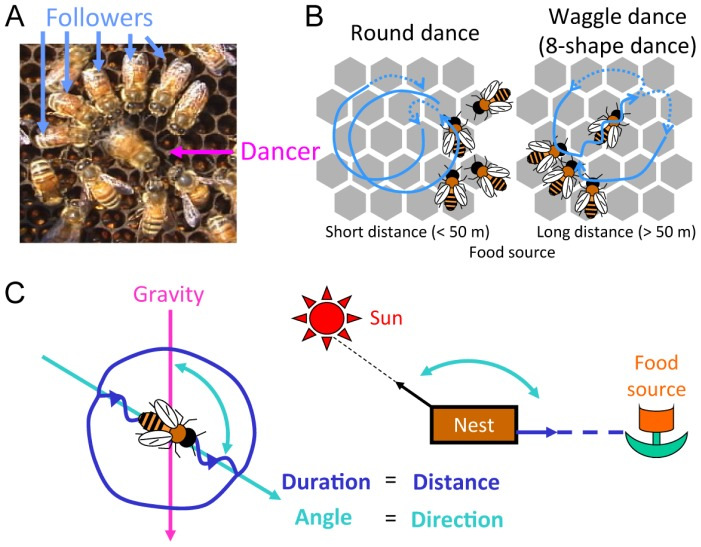 A
Followers
Dancer
B
Round dance
Waggle dance
(8-shape dance)
Short distance (< 50 m)
Long distance (> 50 m)
Food source
C
Gravity
Sun
Nest
Food
source
Duration = Distance
Angle = Direction